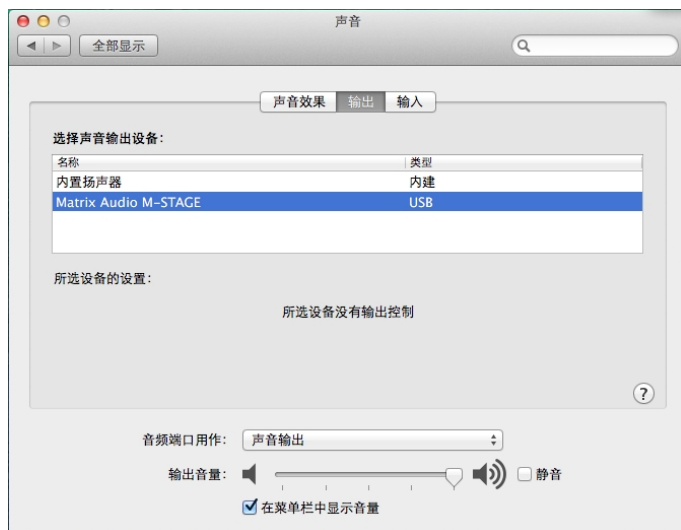 声音
全部显示
声音效果 输出 输入
选择声音输出设备：
名称 类型
内置扬声器 内建
Matrix Audio M-STAGE USB
所选设备的设置：
所选设备没有输出控制
?
音频端口用作： 声音输出
输出音量： 静音
在菜单栏中显示音量